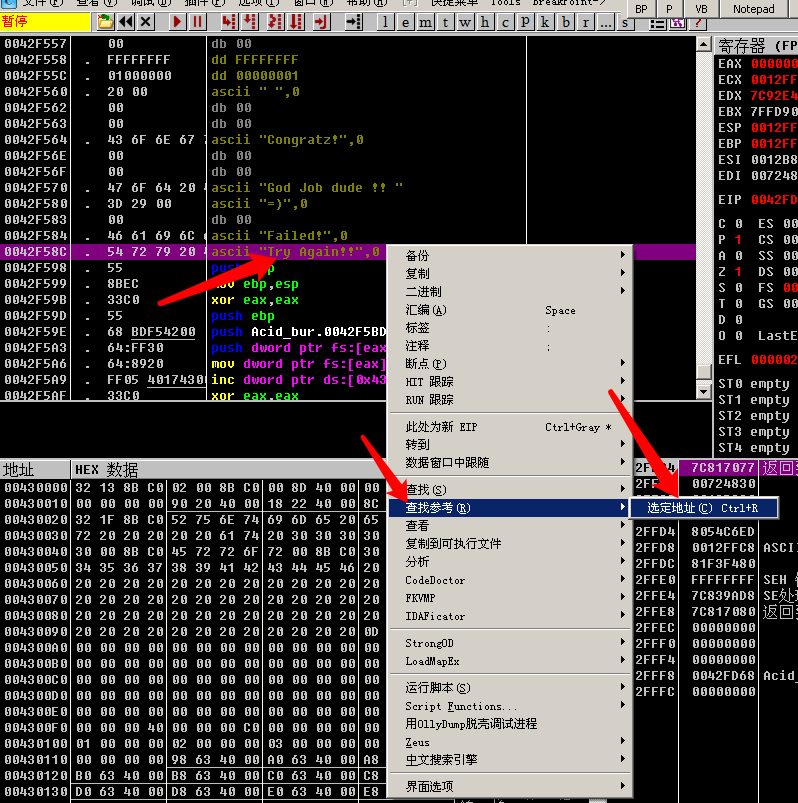 暂停
BP P VB Notepad
l e m t w h c p k b r ... s
0042F557 00 db 00
0042F558 . FFFFFFFF dd FFFFFFFF
0042F55C . 01000000 dd 00000001
0042F560 . 20 00 ascii " ",0
0042F562 00 db 00
0042F563 00 db 00
0042F564 . 43 6F 6E 67 ascii "Congratz!",0
0042F56E 00 db 00
0042F56F 00 db 00
0042F570 . 47 6F 64 20 ascii "God Job dude !! "
0042F580 . 3D 29 00 ascii "=)",0
0042F583 00 db 00
0042F584 . 46 61 69 6C ascii "Failed!",0
0042F58C . 54 72 79 20 ascii "Try Again!!",0
0042F598 . 55 push
0042F599 . 8BEC ebp,esp
0042F59B . 33C0 xor eax,eax
0042F59D . 55 push ebp
0042F59E . 68 BDF54200 push Acid_bur.0042F5BD
0042F5A3 . 64:FF30 push dword ptr fs:[eax]
0042F5A6 . 64:8920 mov dword ptr fs:[eax]
0042F5A9 . FF05 40174300 inc dword ptr ds:[0x43
0042F5AF . 33C0 xor eax,eax
寄存器 (FP
EAX 000000
ECX 0012FF
EDX 7C92E4
EBX 7FFD90
ESP 0012FF
EBP 0012FF
ESI 0012B8
EDI 007248
EIP 0042FD
C 0 ES 00
P 1 CS 00
A 0 SS 00
Z 1 DS 00
S 0 FS 00
T 0 GS 00
D 0
O 0 LastE
EFL 000002
ST0 empty
ST1 empty
ST2 empty
ST3 empty
ST4 empty
备份
复制
二进制
汇编(A) Space
标签 :
注释 ;
断点(P)
HIT 跟踪
RUN 跟踪
此处为新 EIP Ctrl+Gray *
转到
数据窗口中跟随
查找(S)
查找参考(R)
选定地址(C) Ctrl+R
查看
复制到可执行文件
分析
CodeDoctor
FKVMP
IDAFicator
StrongOD
LoadMapEx
运行脚本(S)
Script Functions...
用OllyDump脱壳调试进程
Zeus
中文搜索引擎
界面选项
地址 HEX 数据
00430000 32 13 8B C0 02 00 8B C0 00 8D 40 00 00
00430010 00 00 00 00 90 20 40 00 18 22 40 00 8C
00430020 32 1F 8B C0 52 75 6E 74 69 6D 65 20 65
00430030 72 20 20 20 20 20 61 74 20 30 30 30 30
00430040 30 00 8B C0 45 72 72 6F 72 00 8B C0 30
00430050 34 35 36 37 38 39 41 42 43 44 45 46 20
00430060 20 20 20 20 20 20 20 20 20 20 20 20 20
00430070 20 20 20 20 20 20 20 20 20 20 20 20 20
00430080 20 20 20 20 20 20 20 20 20 20 20 20 20
00430090 20 20 20 20 20 20 20 20 20 20 20 20 0D
004300A0 00 00 00 00 00 00 00 00 00 00 00 00 00
004300B0 00 00 00 00 00 00 00 00 00 00 00 00 00
004300C0 00 00 00 00 00 00 00 00 00 00 00 00 00
004300D0 00 00 00 00 00 00 00 00 00 00 00 00 00
004300E0 00 00 00 00 00 00 00 00 00 00 00 00 00
004300F0 00 00 00 40 00 00 00 C0 00 00 00 00 00
00430100 01 00 00 00 02 00 00 00 03 00 00 00 00
00430110 00 00 00 00 98 63 40 00 A0 63 40 00 A8
00430120 B0 63 40 00 B8 63 40 00 C0 63 40 00 C8
00430130 D0 63 40 00 D8 63 40 00 E0 63 40 00 E8
7C817077 返回
00724830
2FFD4 8054C6ED
2FFD8 0012FFC8 ASCI
2FFDC 81F3F480
2FFE0 FFFFFFFF SEH
2FFE4 7C839AD8 SE处
2FFE8 7C817080 返回
2FFEC 00000000
2FFF0 00000000
2FFF4 00000000
2FFF8 0042FD68 Acid_
2FFFC 00000000